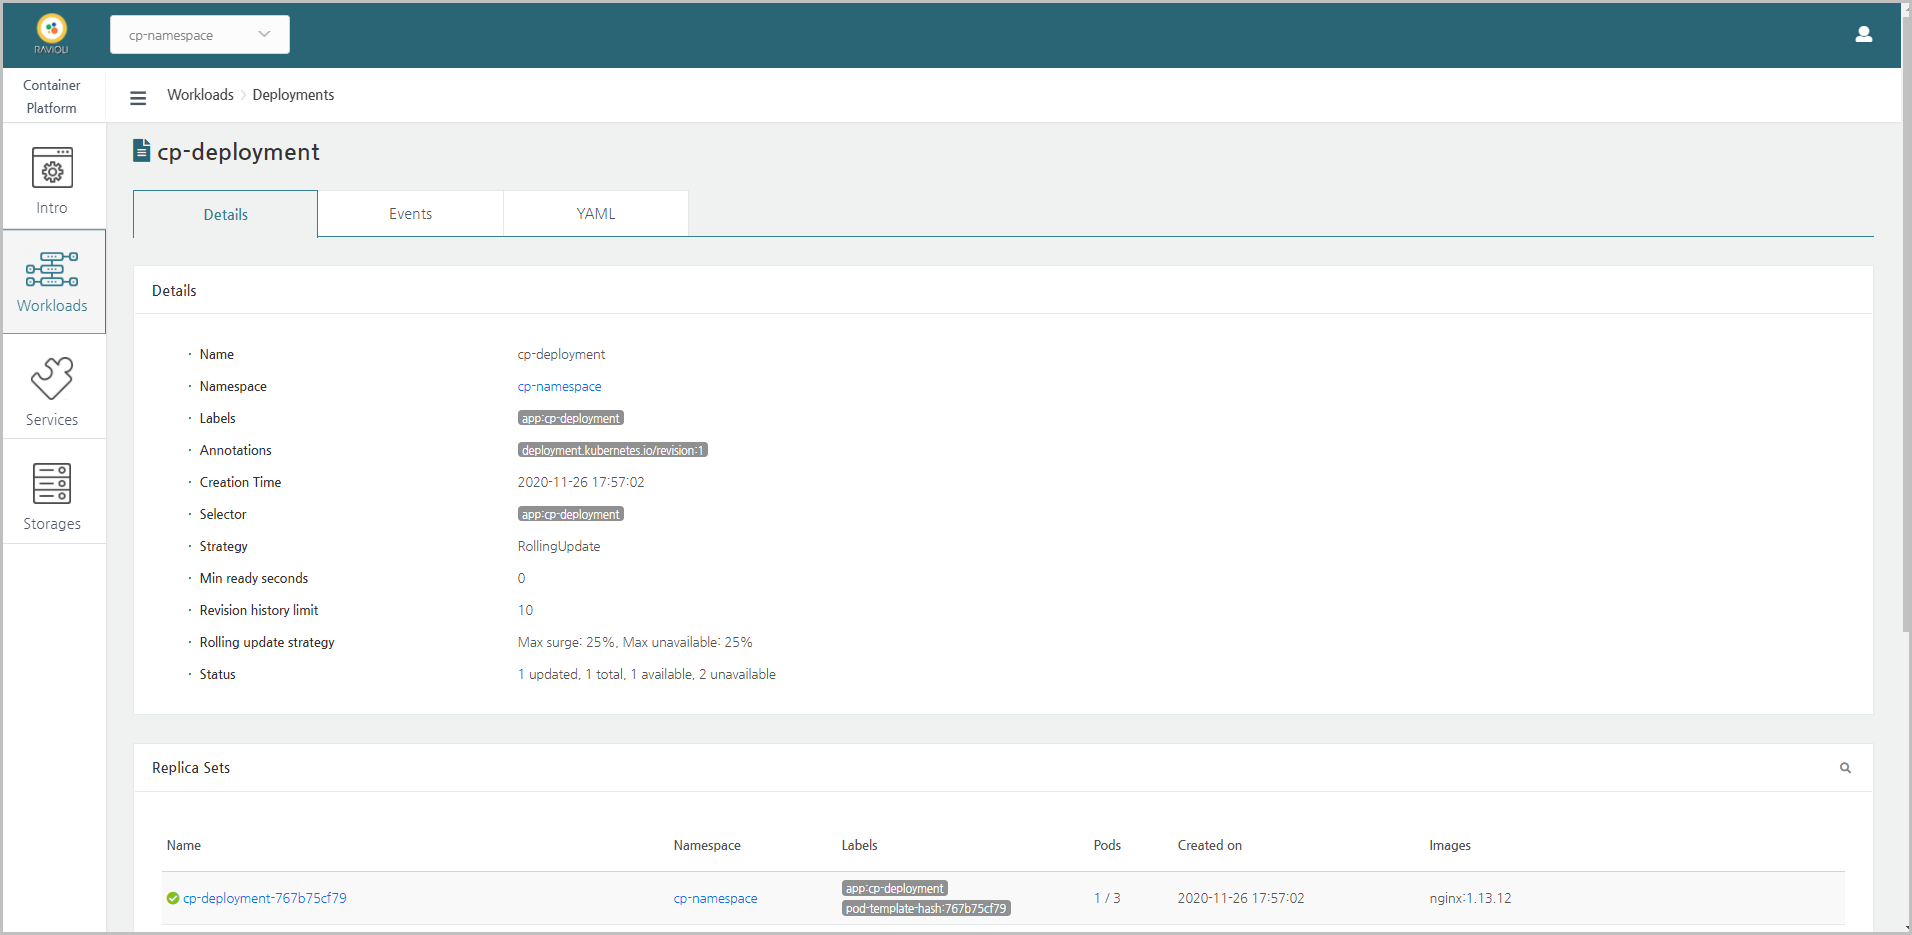 RAVIOLI
cp-namespace
Container
Platform
Workloads > Deployments
Intro
Workloads
Services
Storages
cp-deployment
Details Events YAML
Details
· Name cp-deployment
· Namespace cp-namespace
· Labels app:cp-deployment
· Annotations deployment.kubernetes.io/revision:1
· Creation Time 2020-11-26 17:57:02
· Selector app:cp-deployment
· Strategy RollingUpdate
· Min ready seconds 0
· Revision history limit 10
· Rolling update strategy Max surge: 25%, Max unavailable: 25%
· Status 1 updated, 1 total, 1 available, 2 unavailable
Replica Sets
Name Namespace Labels Pods Created on Images
cp-deployment-767b75cf79 cp-namespace app:cp-deployment 1 / 3 2020-11-26 17:57:02 nginx:1.13.12
pod-template-hash:767b75cf79